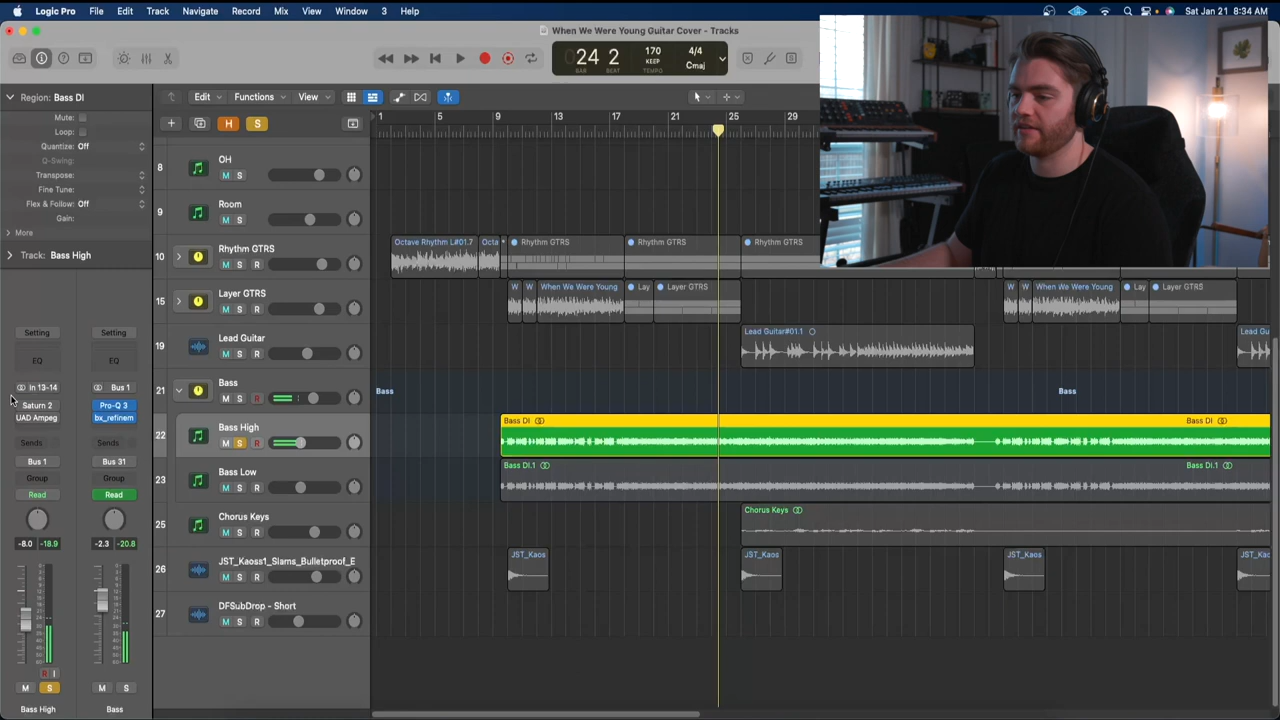 Logic Pro File Edit Track Navigate Record Mix View Window 3 Help
Sat Jan 21 8:34 AM
When We Were Young Guitar Cover - Tracks
24 2 170 4/4
KEEP Cmaj
BAR BEAT TEMPO
Region: Bass DI
Mute:
Loop:
Quantize: Off
Q-Swing:
Transpose:
Fine Tune:
Flex & Follow: Off
Gain:
More
Track: Bass High
Setting Setting
EQ EQ
In 13-14 Bus 1
Saturn 2 Pro-Q 3
UAD Ampeg bx_refinem
Sends Sends
Bus 1 Bus 31
Group Group
Read Read
-8.0 -18.9 -2.3 -20.8
R I
M S M S
Bass High Bass
Edit Functions View
H S
1 5 9 13 17 21 25 29
8 OH
M S
9 Room
M S
10 Rhythm GTRS
M S R
Octave Rhythm L#01.7 Octa Rhythm GTRS Rhythm GTRS Rhythm GTRS
15 Layer GTRS
M S R
W W When We Were Young Lay Layer GTRS W W When We Were Young Lay Layer GTRS
19 Lead Guitar
M S R
Lead Guitar#01.1 Lead Gu
21 Bass
M S R
Bass Bass
22 Bass High
M S R
Bass DI Bass DI
23 Bass Low
M S R
Bass DI.1 Bass DI.1
25 Chorus Keys
M S R
Chorus Keys
26 JST_Kaoss1_Slams_Bulletproof_E
M S R
JST_Kaos JST_Kaos JST_Kaos JST_Kao
27 DFSubDrop - Short
M S R